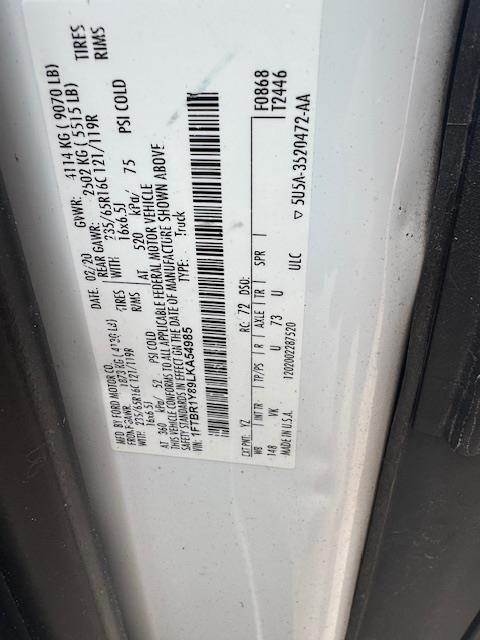 MFD BY FORD MOTOR CO.
DATE: 02/20 GVWR: 4114 KG ( 9070 LB)
FRONT GAWR: 1873 KG ( 4130 LB) REAR GAWR: 2502 KG ( 5515 LB)
WITH 235/65R16C 121/119R TIRES WITH 235/65R16C 121/119R TIRES
16x6.5J RIMS 16x6.5J RIMS
AT 360 kPa/ 52 PSI COLD AT 520 kPa/ 75 PSI COLD
THIS VEHICLE CONFORMS TO ALL APPLICABLE FEDERAL MOTOR VEHICLE
SAFETY STANDARDS IN EFFECT ON THE DATE OF MANUFACTURE SHOWN ABOVE.
VIN: 1FTBR1Y89LKA54985 TYPE: Truck
F0868
T2446
EXT PNT: YZ RC: 72 DSO:
WB INT TR TP/PS R AXLE TR SPR
148 VK U 73 U ULC
MADE IN U.S.A. 1202002287520 ▽ 5U5A-3520472-AA